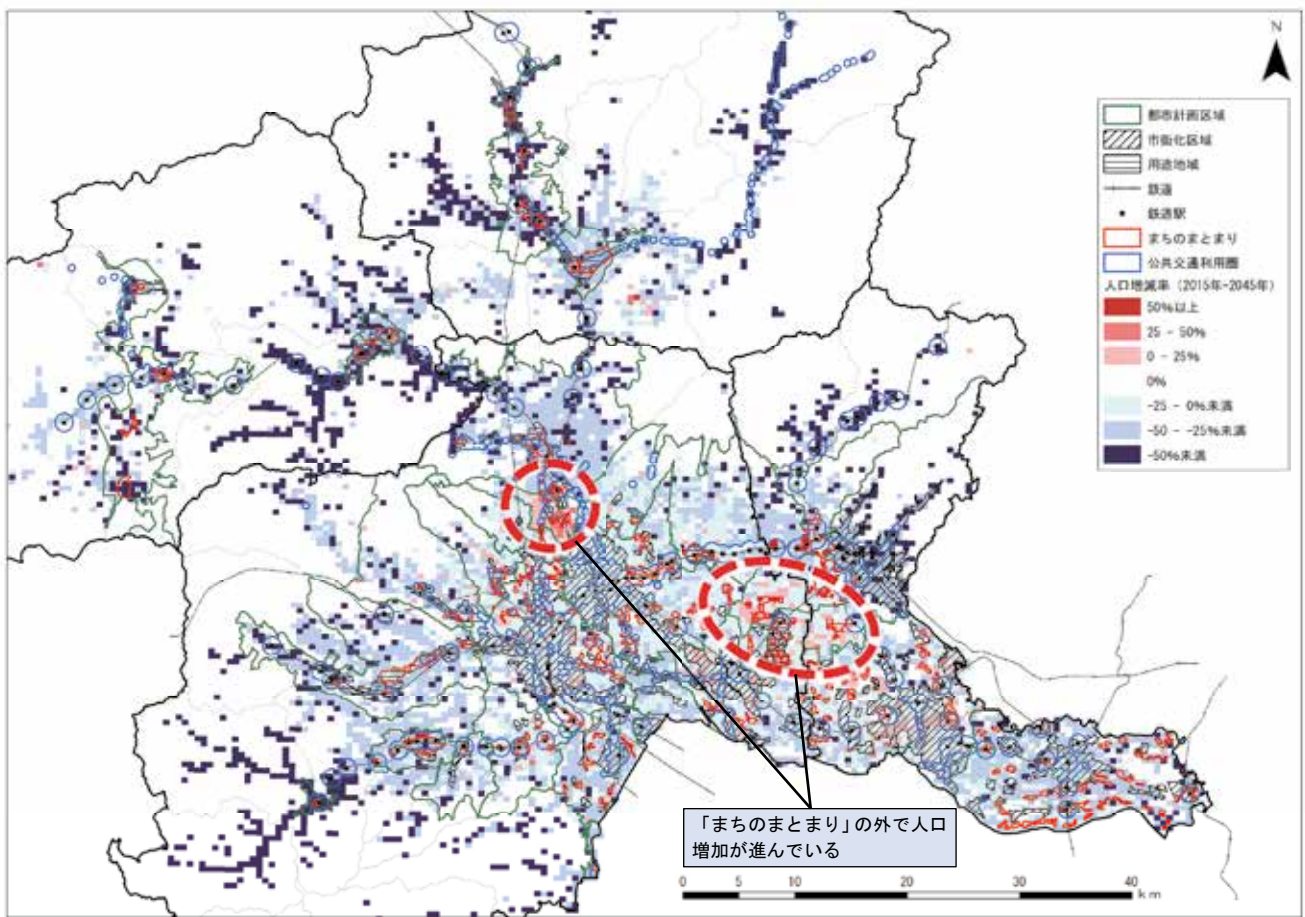 N
都市計画区域
市街化区域
用途地域
鉄道
鉄道駅
まちのまとまり
公共交通利用圏
人口増減率（2015年-2045年）
50%以上
25 - 50%
0 - 25%
0%
-25 - 0%未満
-50 - -25%未満
-50%未満
「まちのまとまり」の外で人口
増加が進んでいる
0 5 10 20 30 40
km